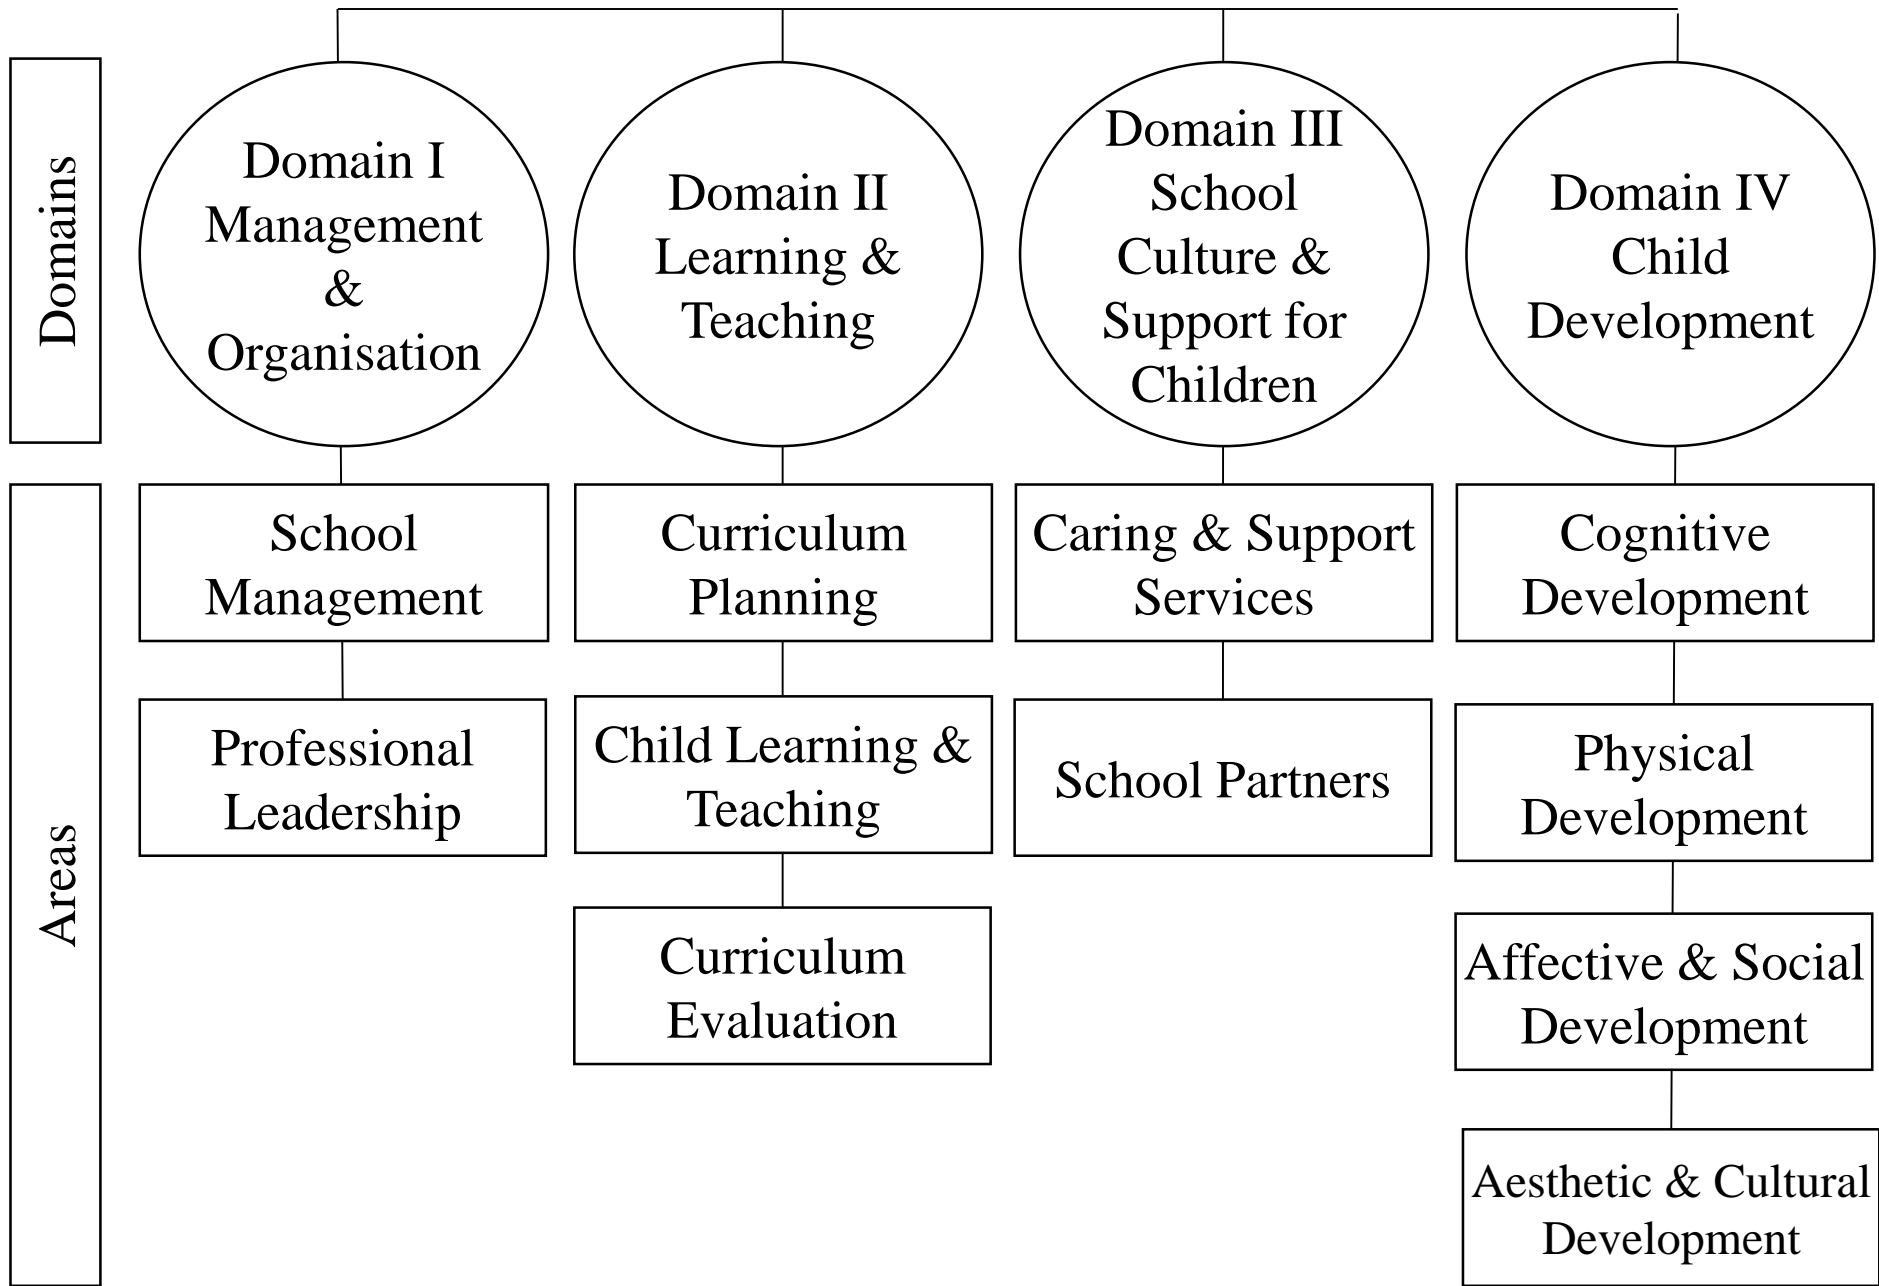 Domains
Domain I
Management
&
Organisation
Domain II
Learning &
Teaching
Domain III
School
Culture &
Support for
Children
Domain IV
Child
Development
Areas
School
Management
Professional
Leadership
Curriculum
Planning
Child Learning &
Teaching
Curriculum
Evaluation
Caring & Support
Services
School Partners
Cognitive
Development
Physical
Development
Affective & Social
Development
Aesthetic & Cultural
Development